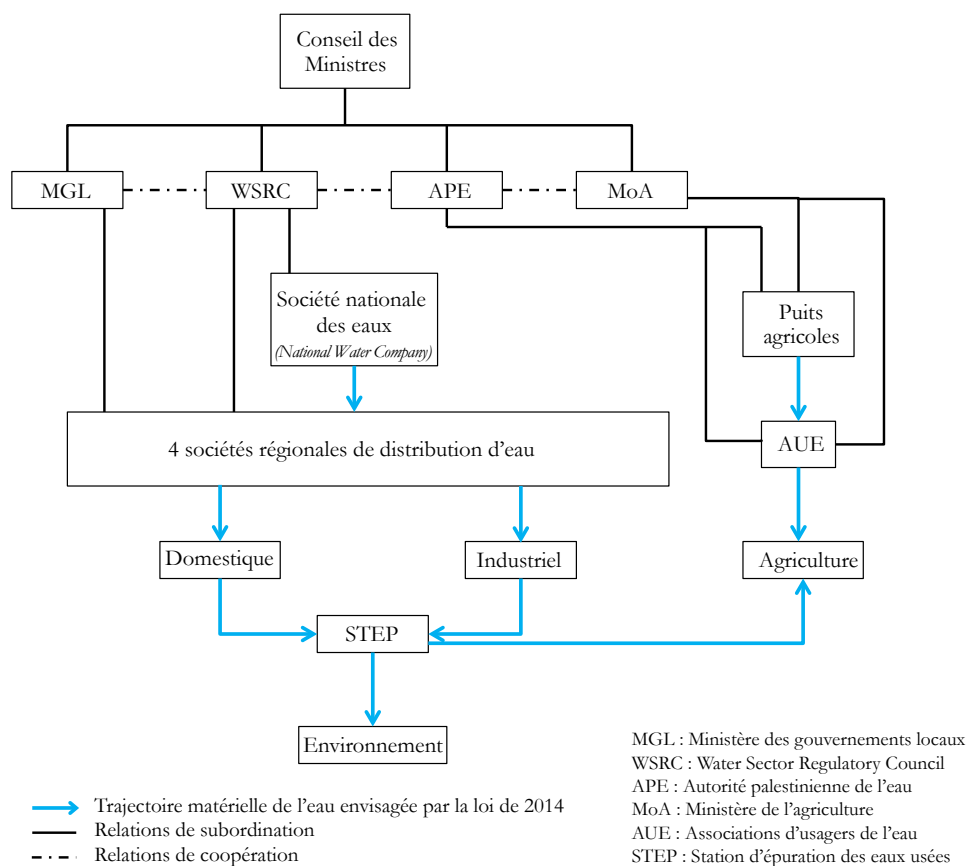 Conseil des
Ministres
MGL
WSRC
APE
MoA
Société nationale
des eaux
(National Water Company)
Puits
agricoles
4 sociétés régionales de distribution d'eau
AUE
Domestique
Industriel
Agriculture
STEP
Environnement
Trajectoire matérielle de l'eau envisagée par la loi de 2014
Relations de subordination
Relations de coopération
MGL : Ministère des gouvernements locaux
WSRC : Water Sector Regulatory Council
APE : Autorité palestinienne de l'eau
MoA : Ministère de l'agriculture
AUE : Associations d'usagers de l'eau
STEP : Station d'épuration des eaux usées